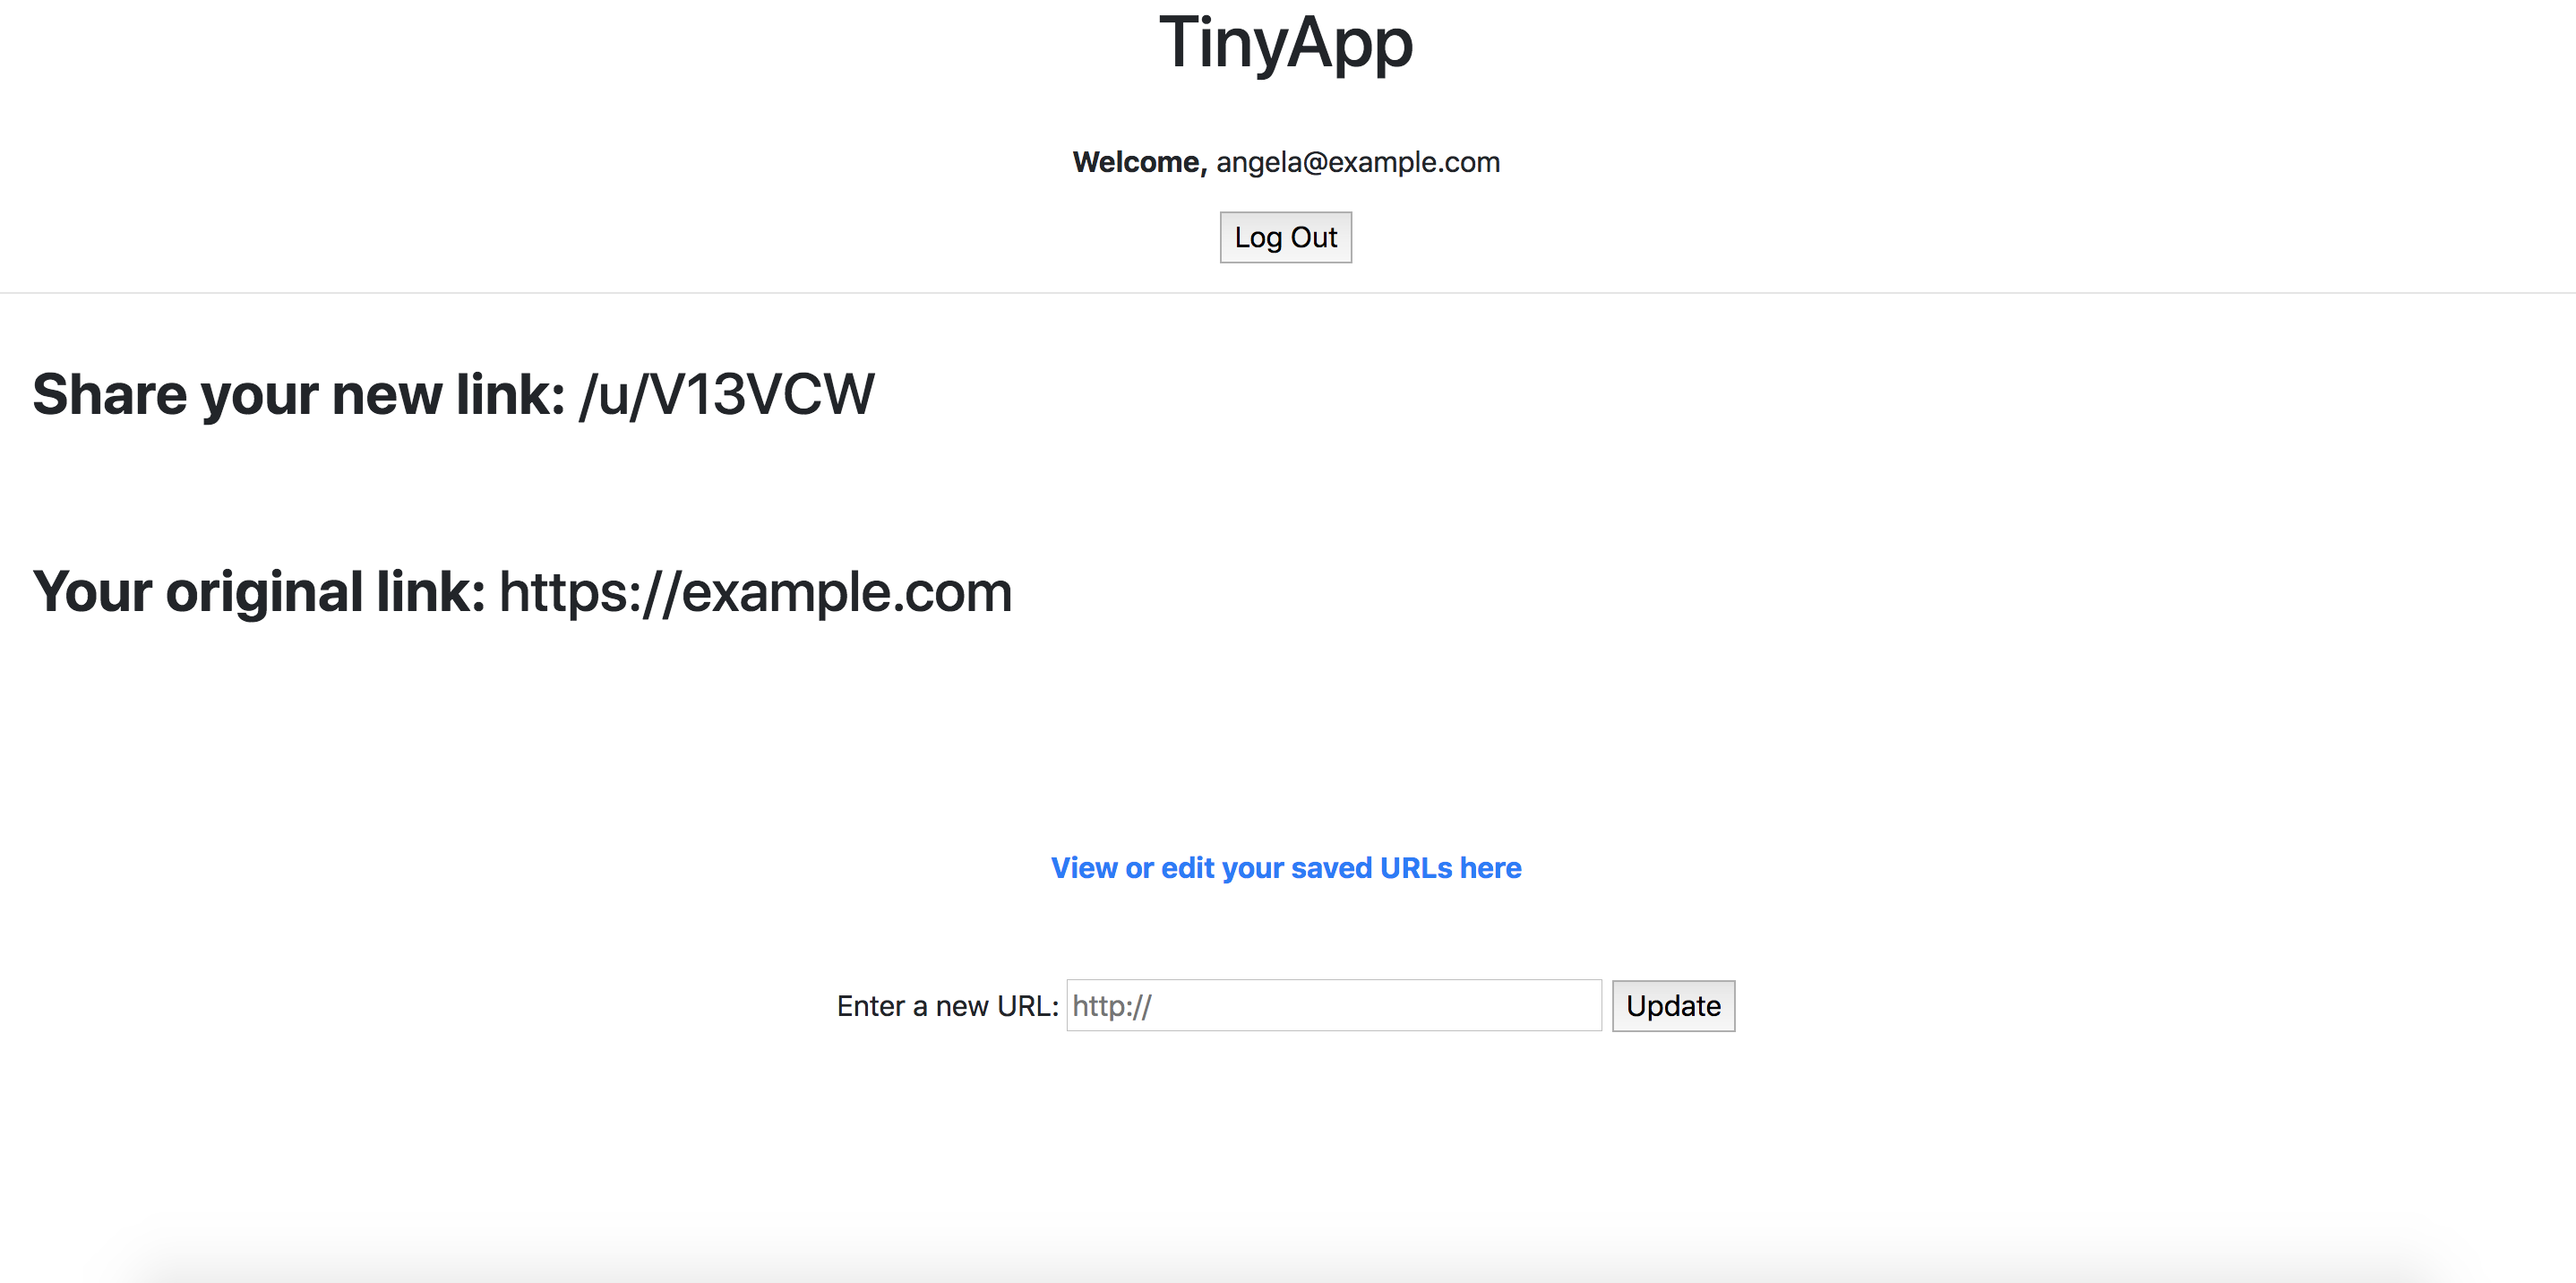 TinyApp
Welcome, angela@example.com
Log Out
Share your new link: /u/V13VCW
Your original link: https://example.com
View or edit your saved URLs here
Enter a new URL: http:// Update